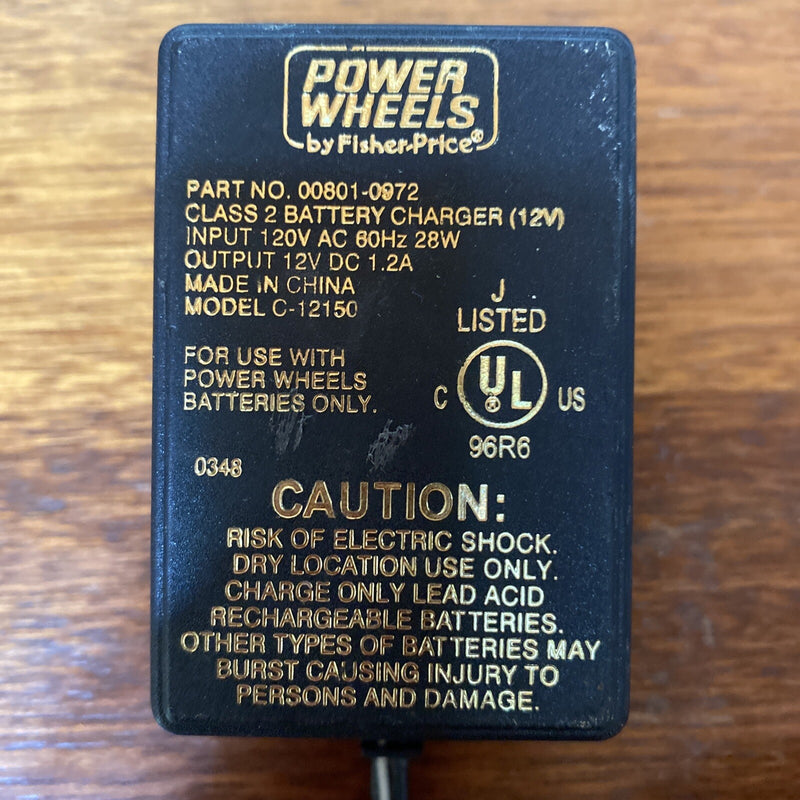 POWER
WHEELS
by Fisher-Price®
PART NO. 00801-0972
CLASS 2 BATTERY CHARGER (12V)
INPUT 120V AC 60Hz 28W
OUTPUT 12V DC 1.2A
MADE IN CHINA
MODEL C-12150
J
LISTED
C UL® US
96R6
FOR USE WITH
POWER WHEELS
BATTERIES ONLY.
0348
CAUTION:
RISK OF ELECTRIC SHOCK.
DRY LOCATION USE ONLY.
CHARGE ONLY LEAD ACID
RECHARGEABLE BATTERIES.
OTHER TYPES OF BATTERIES MAY
BURST CAUSING INJURY TO
PERSONS AND DAMAGE.